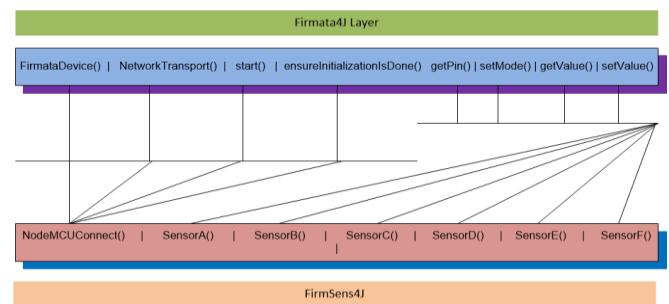 Firmata4J Layer
FirmataDevice() | NetworkTransport() | start() | ensureInitializationIsDone() getPin() | setMode() | getValue() | setValue()
NodeMCUConnect() | SensorA() | SensorB() | SensorC() | SensorD() | SensorE() | SensorF()
|
FirmSens4J